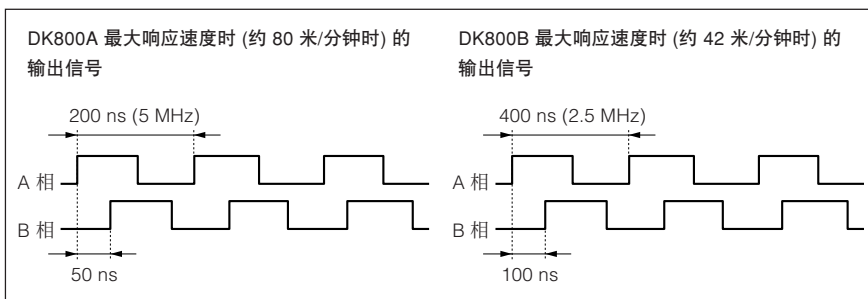 DK800A 最大响应速度时 (约 80 米/分钟时) 的
输出信号
200 ns (5 MHz)
A 相
B 相
50 ns
DK800B 最大响应速度时 (约 42 米/分钟时) 的
输出信号
400 ns (2.5 MHz)
A 相
B 相
100 ns